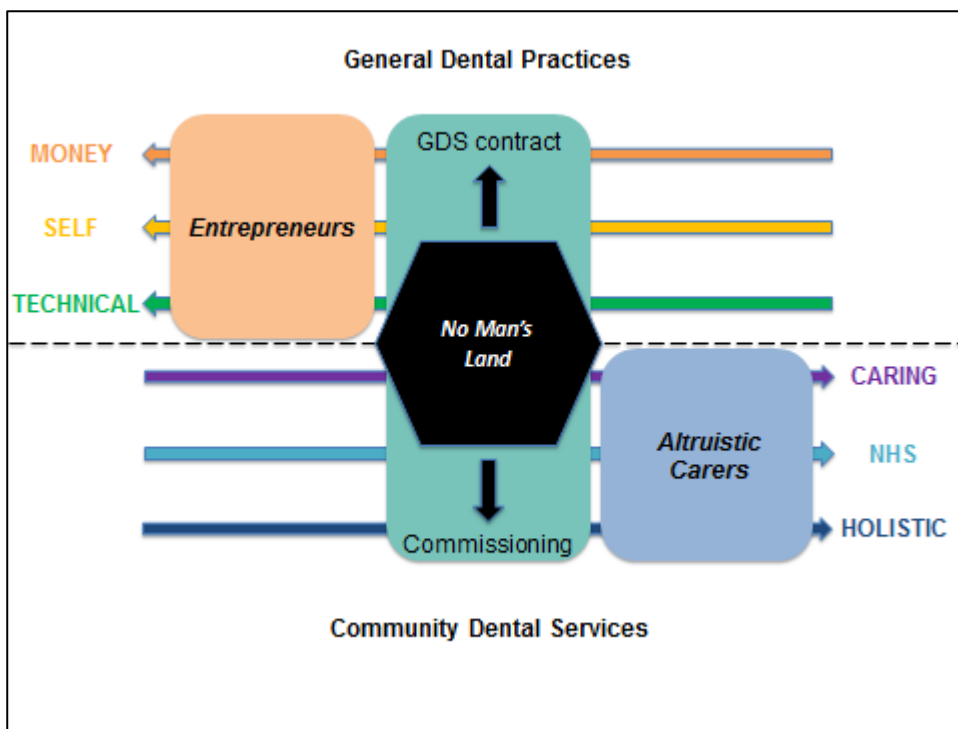 General Dental Practices
GDS contract
MONEY
SELF
Entrepreneurs
TECHNICAL
No Man's
Land
CARING
Altruistic
Carers
NHS
HOLISTIC
Commissioning
Community Dental Services